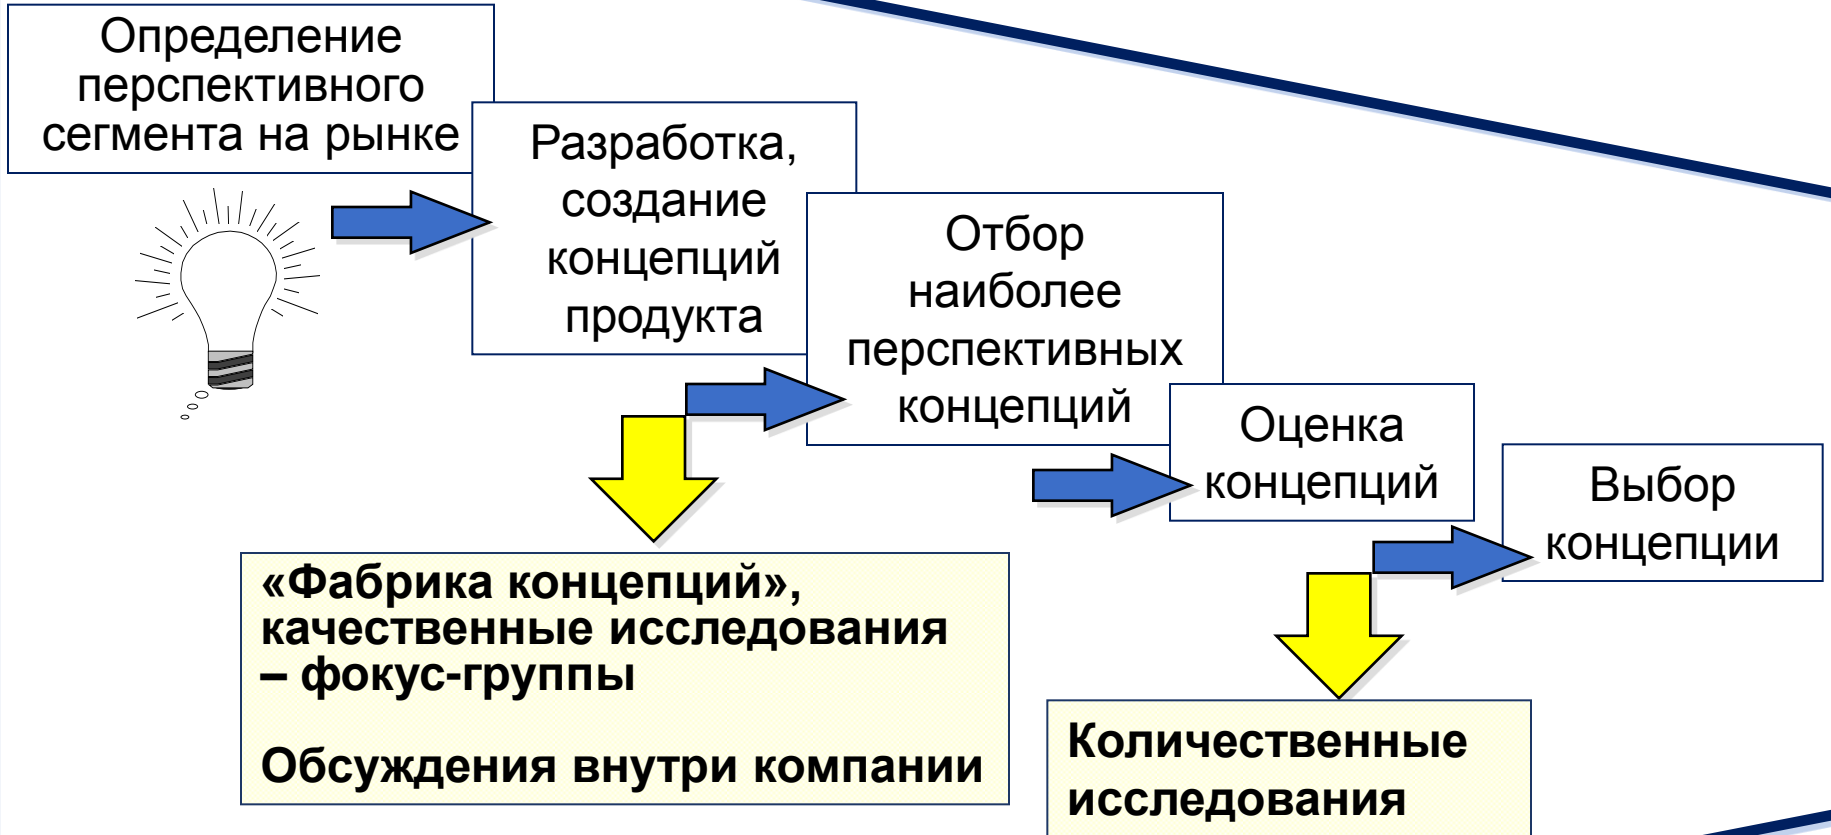 Определение
перспективного
сегмента на рынке
Разработка,
создание
концепций
продукта
Отбор
наиболее
перспективных
концепций
Оценка
концепций
Выбор
концепции
«Фабрика концепций»,
качественные исследования
– фокус-группы
Обсуждения внутри компании
Количественные
исследования